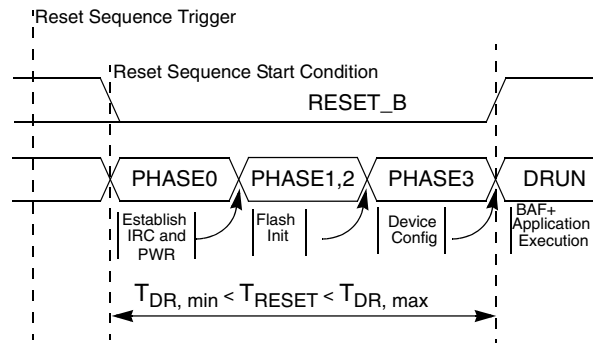 Reset Sequence Trigger
Reset Sequence Start Condition
RESET_B
PHASE0 PHASE1,2 PHASE3 DRUN
Establish
IRC and
PWR
Flash
Init
Device
Config
BAF+
Application
Execution
TDR, min < TRESET < TDR, max